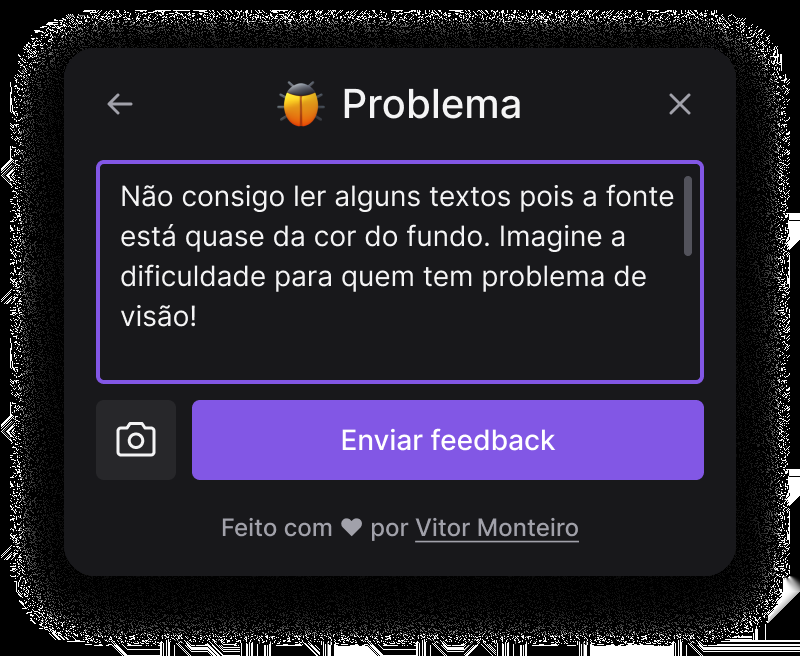 Problema
Não consigo ler alguns textos pois a fonte
está quase da cor do fundo. Imagine a
dificuldade para quem tem problema de
visão!
Enviar feedback
Feito com ♥ por Vitor Monteiro